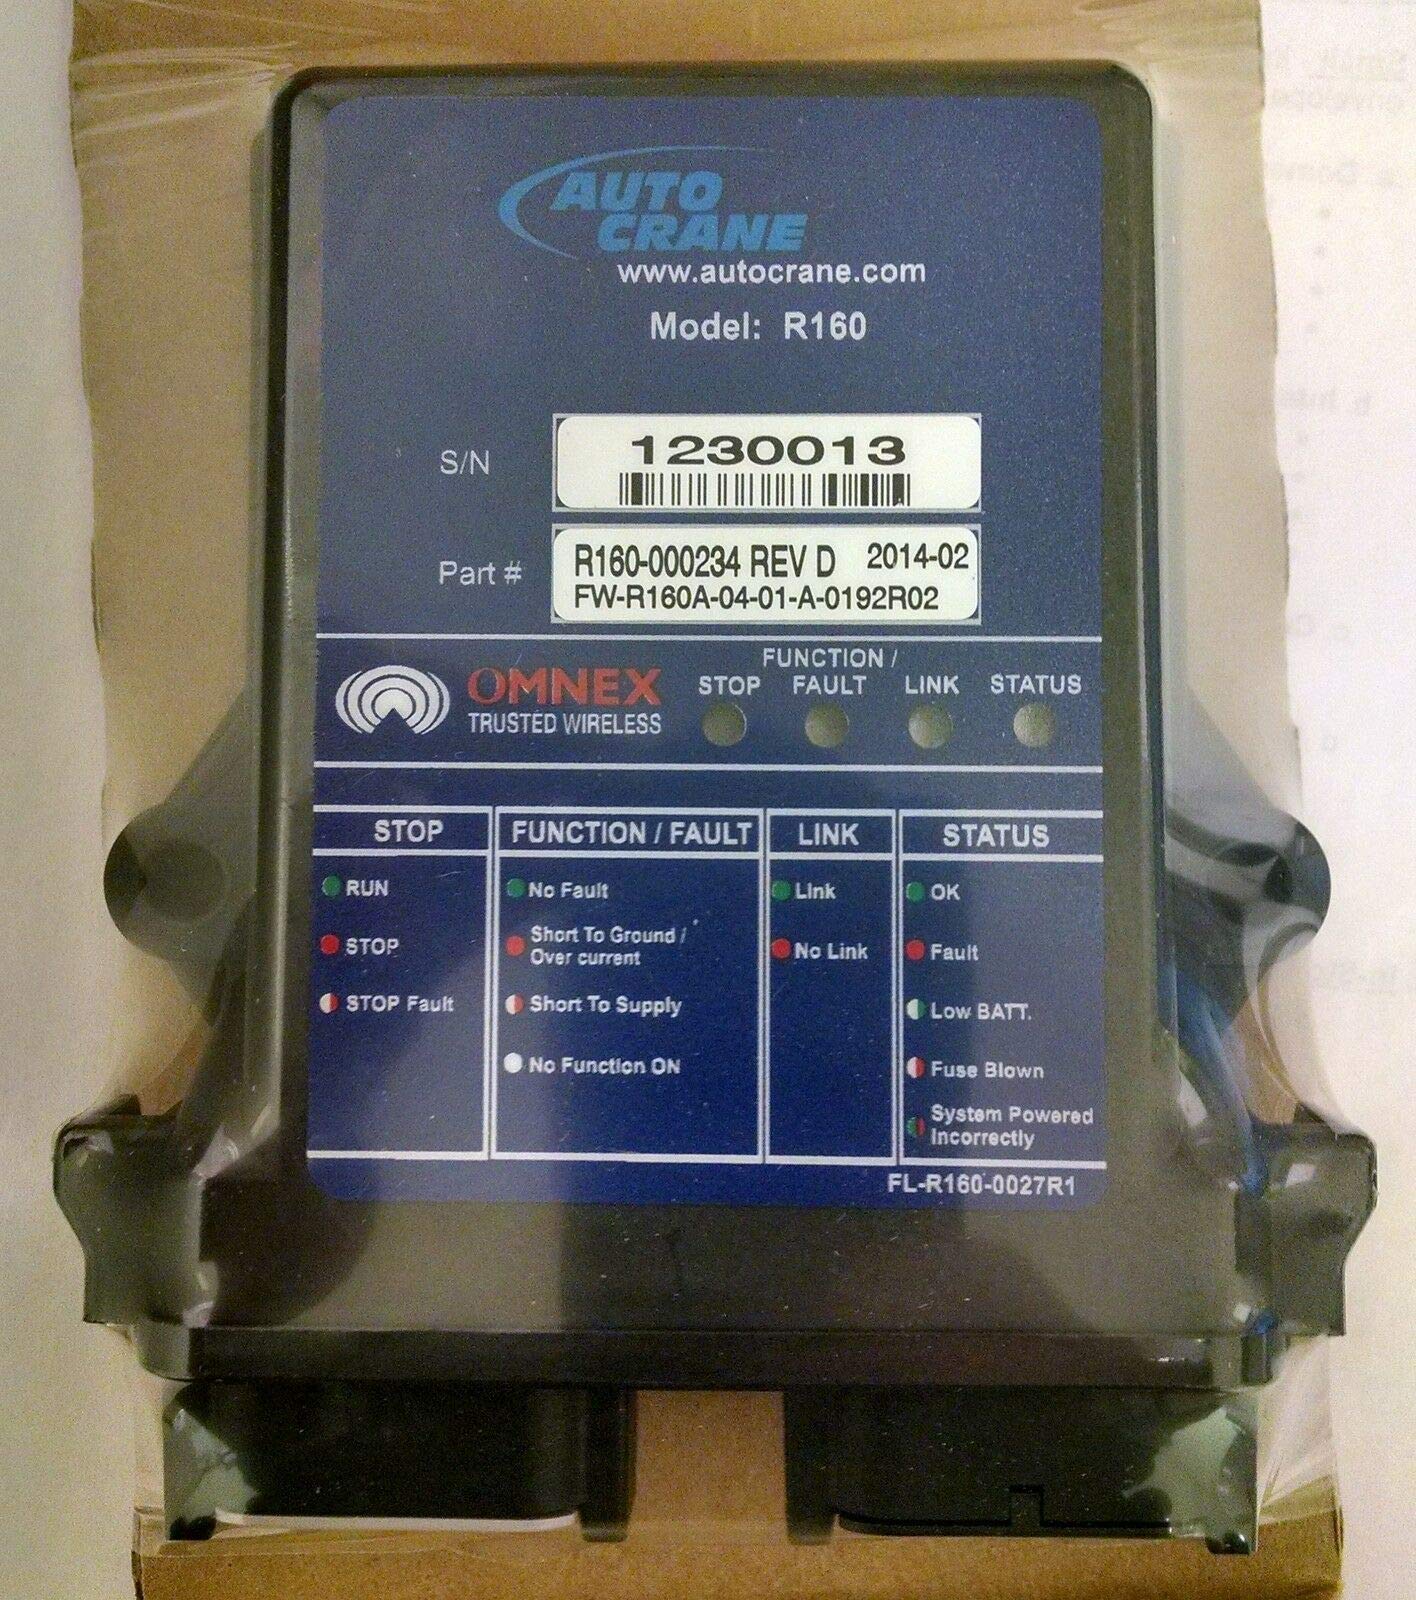 AUTO
CRANE
www.autocrane.com
Model: R160
S/N
1230013
Part #
R160-000234 REV D 2014-02
FW-R160A-04-01-A-0192R02
OMNEX
TRUSTED WIRELESS
STOP
FUNCTION /
FAULT
LINK
STATUS
STOP
RUN
STOP
STOP Fault
FUNCTION / FAULT
No Fault
Short To Ground /
Over current
Short To Supply
No Function ON
LINK
Link
No Link
STATUS
OK
Fault
Low BATT.
Fuse Blown
System Powered
Incorrectly
FL-R160-0027R1